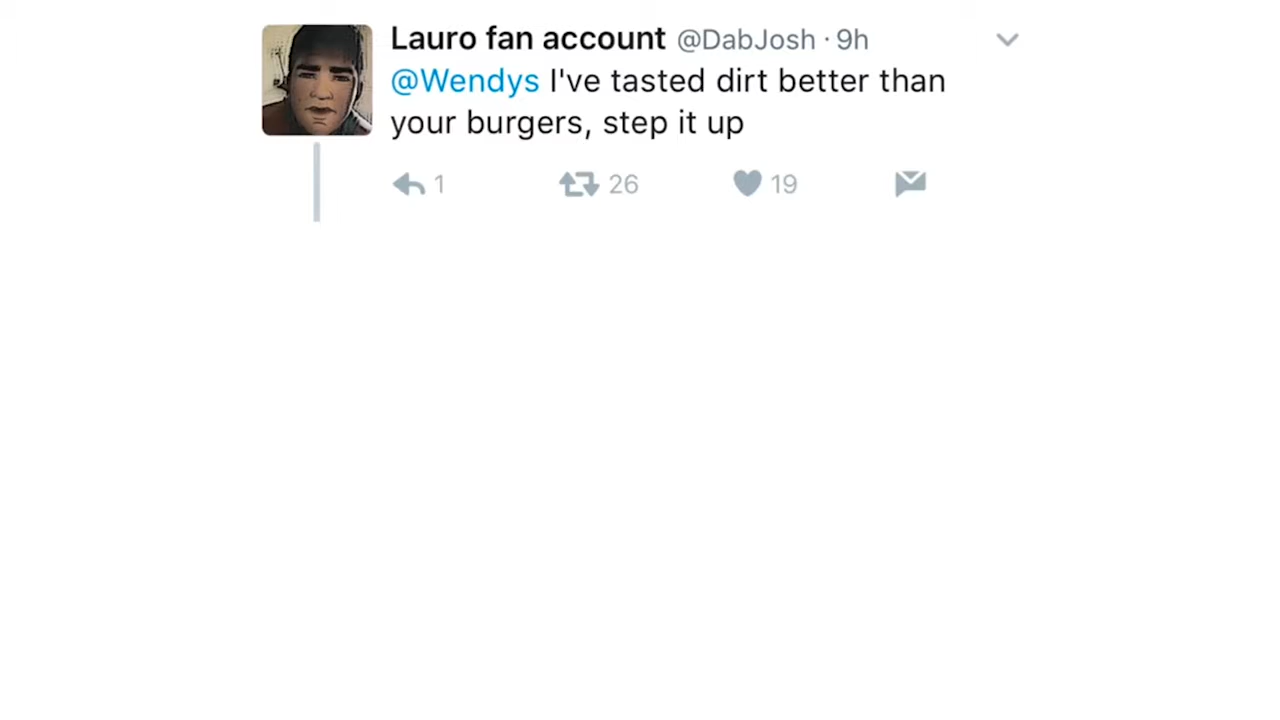 Lauro fan account @DabJosh · 9h
@Wendys I've tasted dirt better than
your burgers, step it up
1 26 19